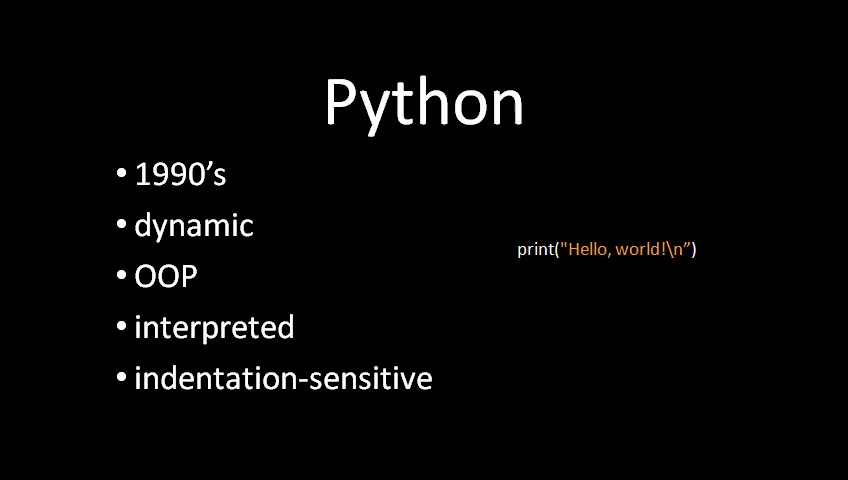 Python
• 1990’s
• dynamic
• OOP
• interpreted
• indentation-sensitive
print("Hello, world!\n”)